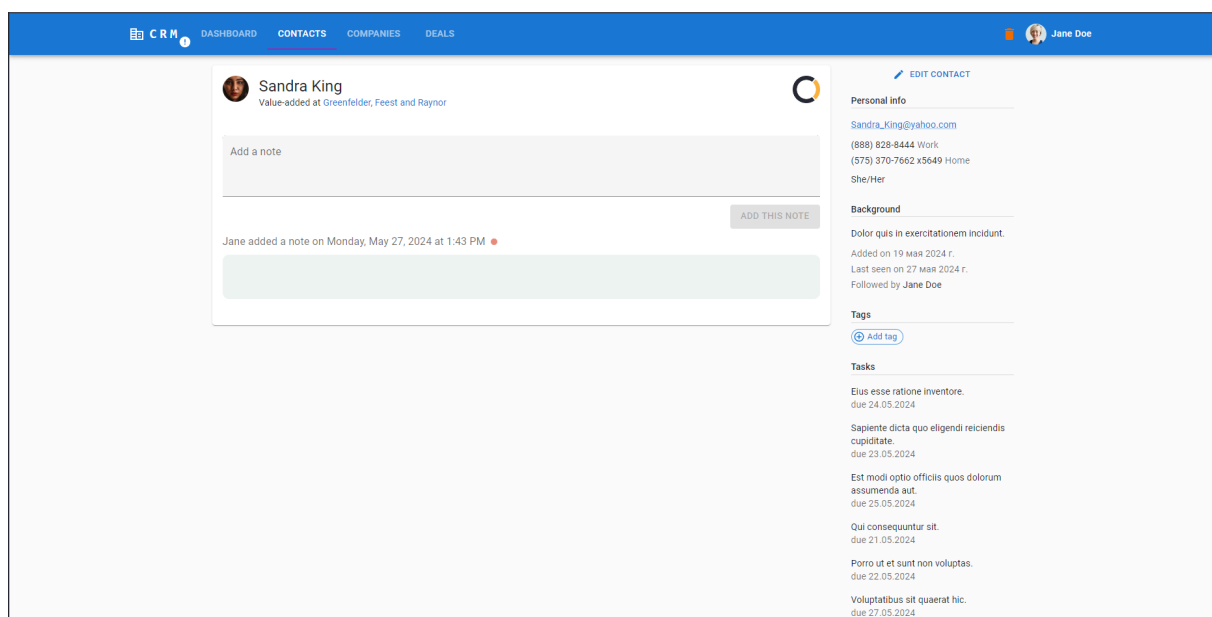 CRM
DASHBOARD
CONTACTS
COMPANIES
DEALS
Jane Doe
Sandra King
Value-added at Greenfelder, Feest and Raynor
Add a note
ADD THIS NOTE
Jane added a note on Monday, May 27, 2024 at 1:43 PM
EDIT CONTACT
Personal info
Sandra_King@yahoo.com
(888) 828-8444 Work
(575) 370-7662 x5649 Home
She/Her
Background
Dolor quis in exercitationem incidunt.
Added on 19 мая 2024 г.
Last seen on 27 мая 2024 г.
Followed by Jane Doe
Tags
Add tag
Tasks
Eius esse ratione inventore.
due 24.05.2024
Sapiente dicta quo eligendi reiciendis
cupiditate.
due 23.05.2024
Est modi optio officiis quos dolorum
assumenda aut.
due 25.05.2024
Qui consequuntur sit.
due 21.05.2024
Porro ut et sunt non voluptas.
due 22.05.2024
Voluptatibus sit quaerat hic.
due 27.05.2024